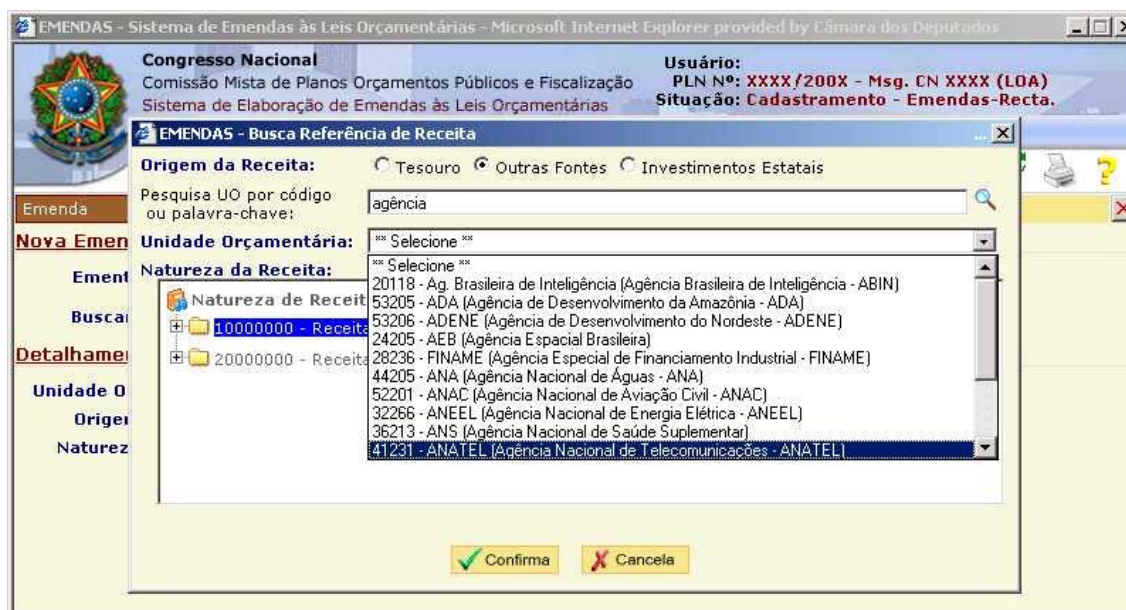 EMENDAS - Sistema de Emendas às Leis Orçamentárias - Microsoft Internet Explorer provided by Câmara dos Deputados
Congresso Nacional
Comissão Mista de Planos Orçamentos Públicos e Fiscalização
Sistema de Elaboração de Emendas às Leis Orçamentárias
Usuário:
PLN Nº: XXXX/200X - Msg. CN XXXX (LOA)
Situação: Cadastramento - Emendas-Recta.
EMENDAS - Busca Referência de Receita
Origem da Receita: Tesouro Outras Fontes Investimentos Estatais
Pesquisa UO por código
ou palavra-chave: agência
Emenda
Nova Emen
Unidade Orçamentária: ** Selecione **
Ement
Natureza da Receita:
** Selecione **
20118 - Ag. Brasileira de Inteligência (Agência Brasileira de Inteligência - ABIN)
53205 - ADA (Agência de Desenvolvimento da Amazônia - ADA)
53206 - ADENE (Agência de Desenvolvimento do Nordeste - ADENE)
24205 - AEB (Agência Espacial Brasileira)
28236 - FINAME (Agência Especial de Financiamento Industrial - FINAME)
44205 - ANA (Agência Nacional de Águas - ANA)
52201 - ANAC (Agência Nacional de Aviação Civil - ANAC)
32266 - ANEEL (Agência Nacional de Energia Elétrica - ANEEL)
36213 - ANS (Agência Nacional de Saúde Suplementar)
41231 - ANATEL (Agência Nacional de Telecomunicações - ANATEL)
Natureza de Receit
10000000 - Receita
20000000 - Receita
Busca
Detalhame
Unidade O
Orige
Naturez
Confirma
Cancela